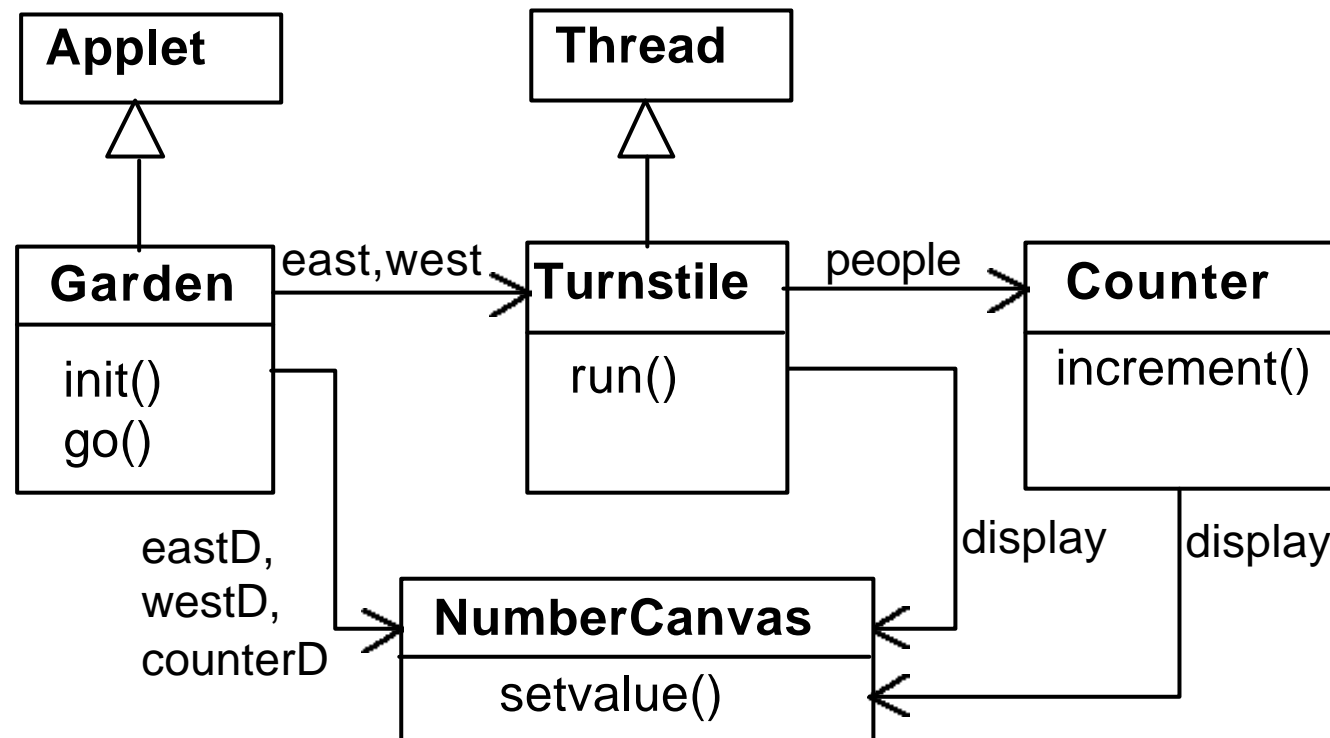 Applet
Thread
Garden
init()
go()
east,west
Turnstile
run()
people
Counter
increment()
eastD,
westD,
counterD
display
display
NumberCanvas
setvalue()